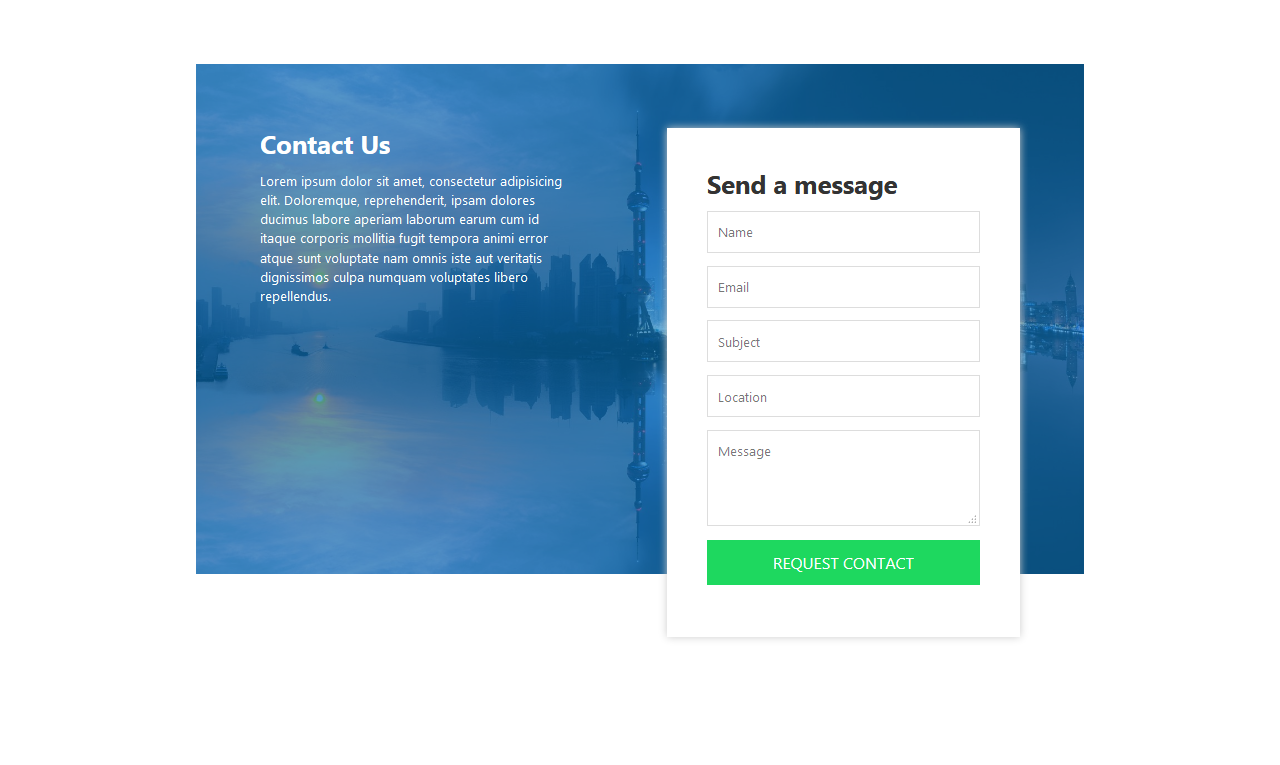 Contact Us
Lorem ipsum dolor sit amet, consectetur adipisicing
elit. Doloremque, reprehenderit, ipsam dolores
ducimus labore aperiam laborum earum cum id
itaque corporis mollitia fugit tempora animi error
atque sunt voluptate nam omnis iste aut veritatis
dignissimos culpa numquam voluptates libero
repellendus.
Send a message
Name
Email
Subject
Location
Message
REQUEST CONTACT